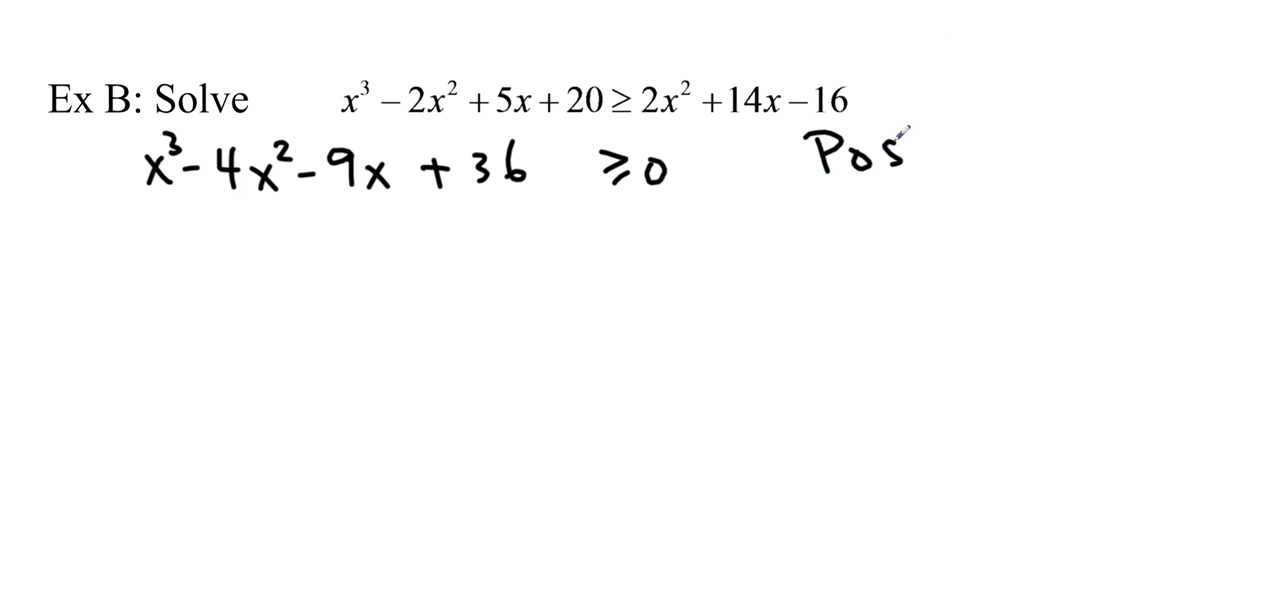 Ex B: Solve x³ − 2x² + 5x + 20 ≥ 2x² + 14x − 16
x³ - 4x² - 9x + 36 ≥ 0 Pos